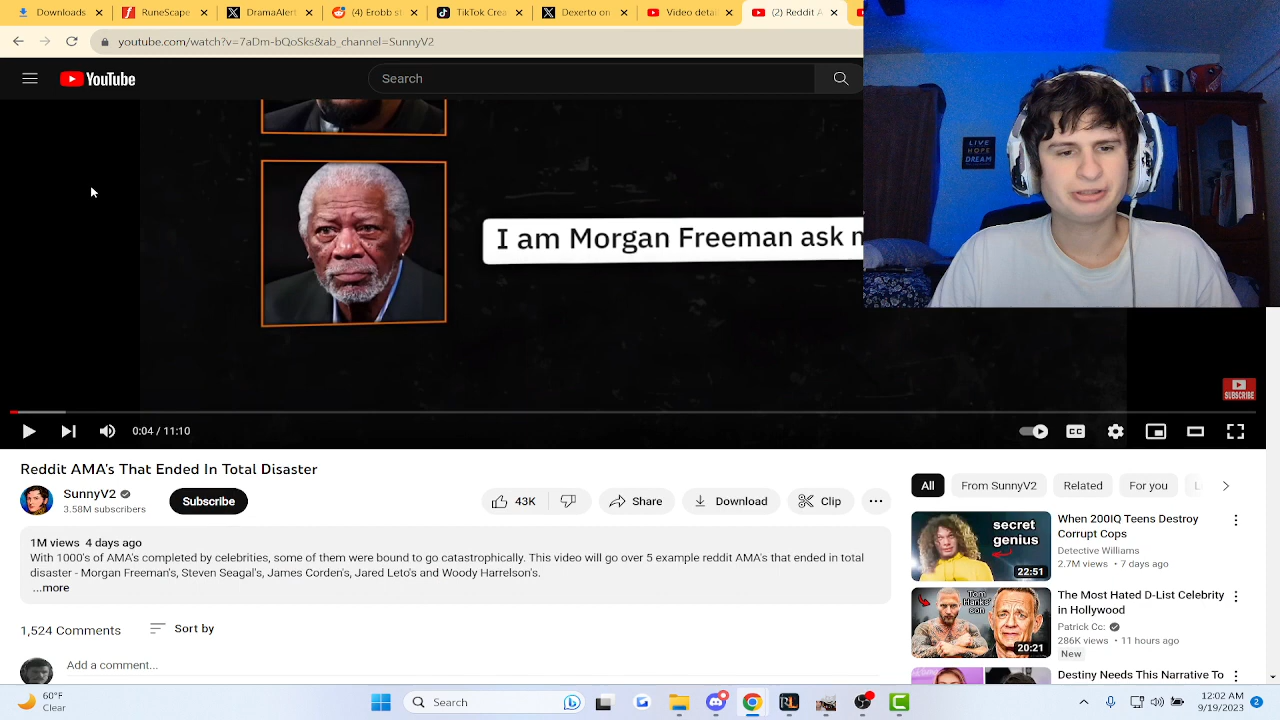 Downloads
RuneScape
DramaAlert
(4) Erobb
TikTok Crea
Dexerto on
Video detai
(2) Reddit A
youtube.com/watch?v=7aDm-bQoSks&ab_channel=SunnyV2
YouTube
Search
LIVE
HOPE
DREAM
I am Morgan Freeman ask
SUBSCRIBE
0:04 / 11:10
CC
Reddit AMA's That Ended In Total Disaster
SunnyV2
3.58M subscribers
Subscribe
43K
Share
Download
Clip
All
From SunnyV2
Related
For you
1M views 4 days ago
With 1000's of AMA's completed by celebrities, some of them were bound to go catastrophically. This video will go over 5 example reddit AMA's that ended in total
disaster - Morgan Freeman's, Steven Seagal's, James Corden's, Jared Leto's and Woody Harrelson's.
...more
1,524 Comments
Sort by
Add a comment...
secret
genius
22:51
When 200IQ Teens Destroy
Corrupt Cops
Detective Williams
2.7M views • 7 days ago
Tom
Hanks'
son
20:21
The Most Hated D-List Celebrity
in Hollywood
Patrick Cc:
286K views • 11 hours ago
New
Destiny Needs This Narrative To
60°F
Clear
Search
12:02 AM
9/19/2023
2